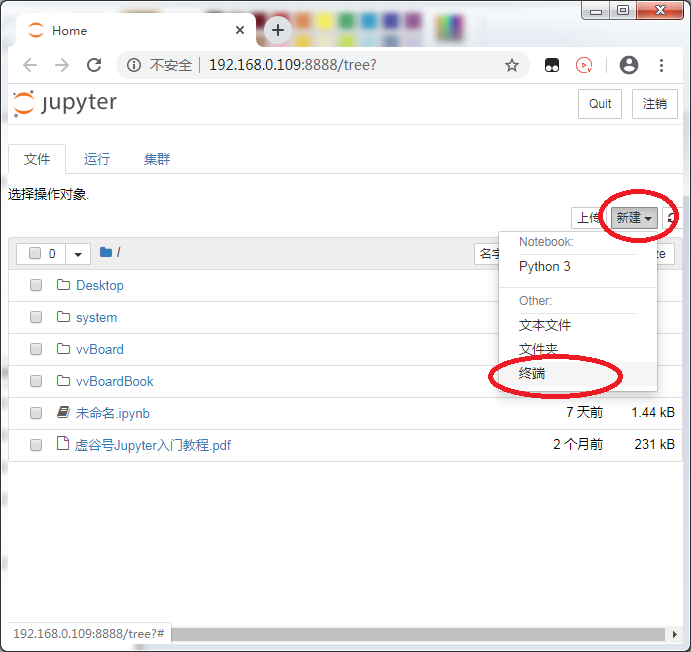 Home
不安全 192.168.0.109:8888/tree?
jupyter
Quit 注销
文件 运行 集群
选择操作对象.
上传 新建
0 / 名字
Notebook:
Python 3
Other:
文本文件
文件夹
终端
Desktop
system
vvBoard
vvBoardBook
未命名.ipynb 7 天前 1.44 kB
虚谷号Jupyter入门教程.pdf 2 个月前 231 kB
192.168.0.109:8888/tree?#